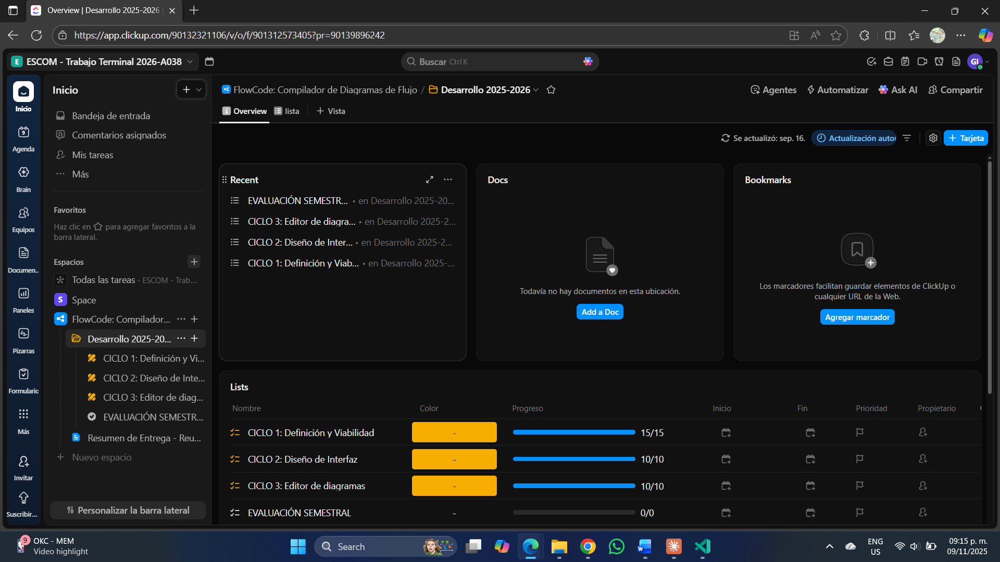 Overview | Desarrollo 2025-2026
https://app.clickup.com/90132321106/v/o/f/901312573405?pr=90139896242
E ESCOM - Trabajo Terminal 2026-A038
Buscar Ctrl K
GI
Inicio
Agenda
Brain
Equipos
Documen..
Paneles
Pizarras
Formulario
Más
Invitar
Suscribir...
Inicio
Bandeja de entrada
Comentarios asignados
Mis tareas
Más
Favoritos
Haz clic en para agregar favoritos a la
barra lateral.
Espacios
Todas las tareas - ESCOM - Trab...
S Space
FlowCode: Compilador...
Desarrollo 2025-20...
CICLO 1: Definición y Vi...
CICLO 2: Diseño de Inte...
CICLO 3: Editor de diag...
EVALUACIÓN SEMESTR...
Resumen de Entrega - Reu...
Nuevo espacio
Personalizar la barra lateral
FlowCode: Compilador de Diagramas de Flujo / Desarrollo 2025-2026
Agentes
Automatizar
Ask AI
Compartir
Overview
lista
+ Vista
Se actualizó: sep. 16.
Actualización auto
+ Tarjeta
Recent
EVALUACIÓN SEMESTR... • en Desarrollo 2025-20...
CICLO 3: Editor de diagra... • en Desarrollo 2025-2...
CICLO 2: Diseño de Inter... • en Desarrollo 2025-2...
CICLO 1: Definición y Viab... • en Desarrollo 2025-...
Docs
Todavía no hay documentos en esta ubicación.
Add a Doc
Bookmarks
Los marcadores facilitan guardar elementos de ClickUp o
cualquier URL de la Web.
Agregar marcador
Lists
Nombre Color Progreso Inicio Fin Prioridad Propietario
CICLO 1: Definición y Viabilidad - 15/15
CICLO 2: Diseño de Interfaz - 10/10
CICLO 3: Editor de diagramas - 10/10
EVALUACIÓN SEMESTRAL - 0/0
9
OKC - MEM
Video highlight
Search
ENG
US
09:15 p. m.
09/11/2025